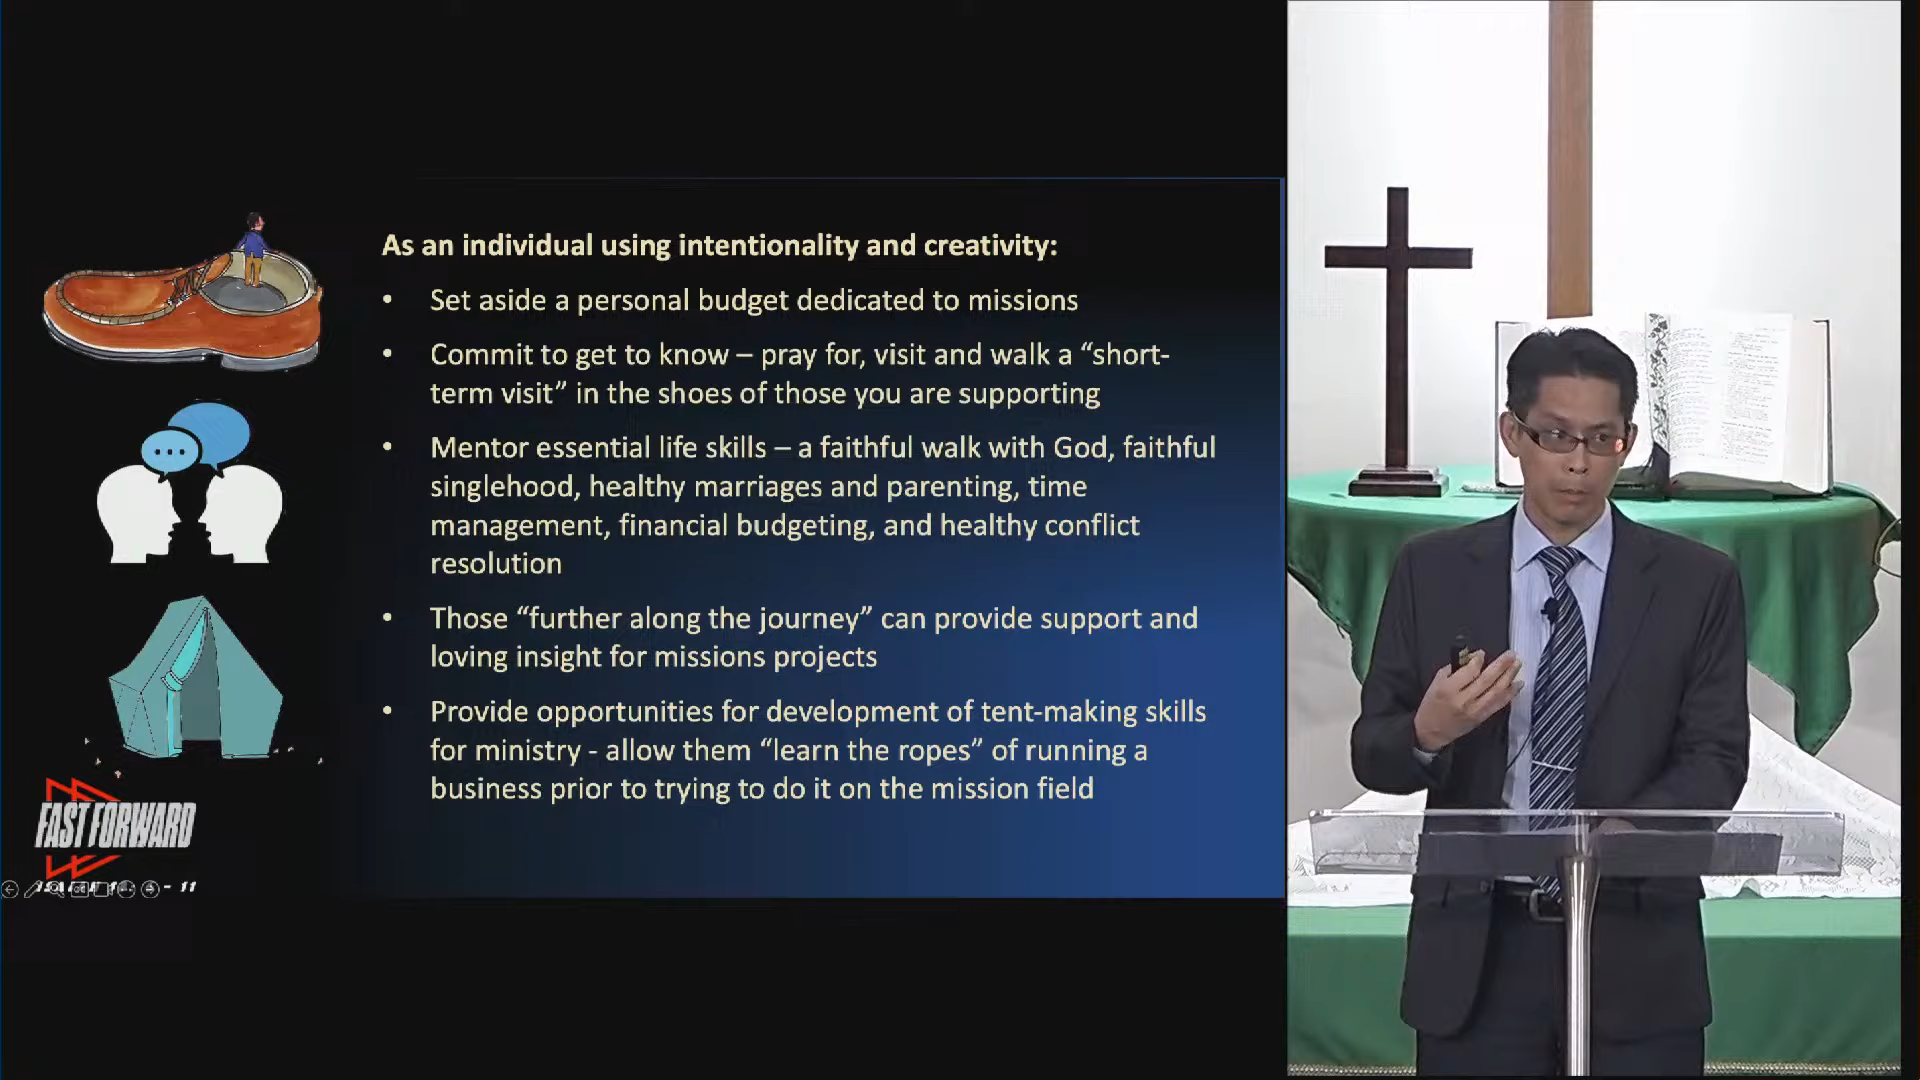 As an individual using intentionality and creativity:
• Set aside a personal budget dedicated to missions
• Commit to get to know – pray for, visit and walk a “short-
term visit” in the shoes of those you are supporting
• Mentor essential life skills – a faithful walk with God, faithful
singlehood, healthy marriages and parenting, time
management, financial budgeting, and healthy conflict
resolution
• Those “further along the journey” can provide support and
loving insight for missions projects
• Provide opportunities for development of tent-making skills
for ministry - allow them “learn the ropes” of running a
business prior to trying to do it on the mission field
FAST FORWARD
- 11